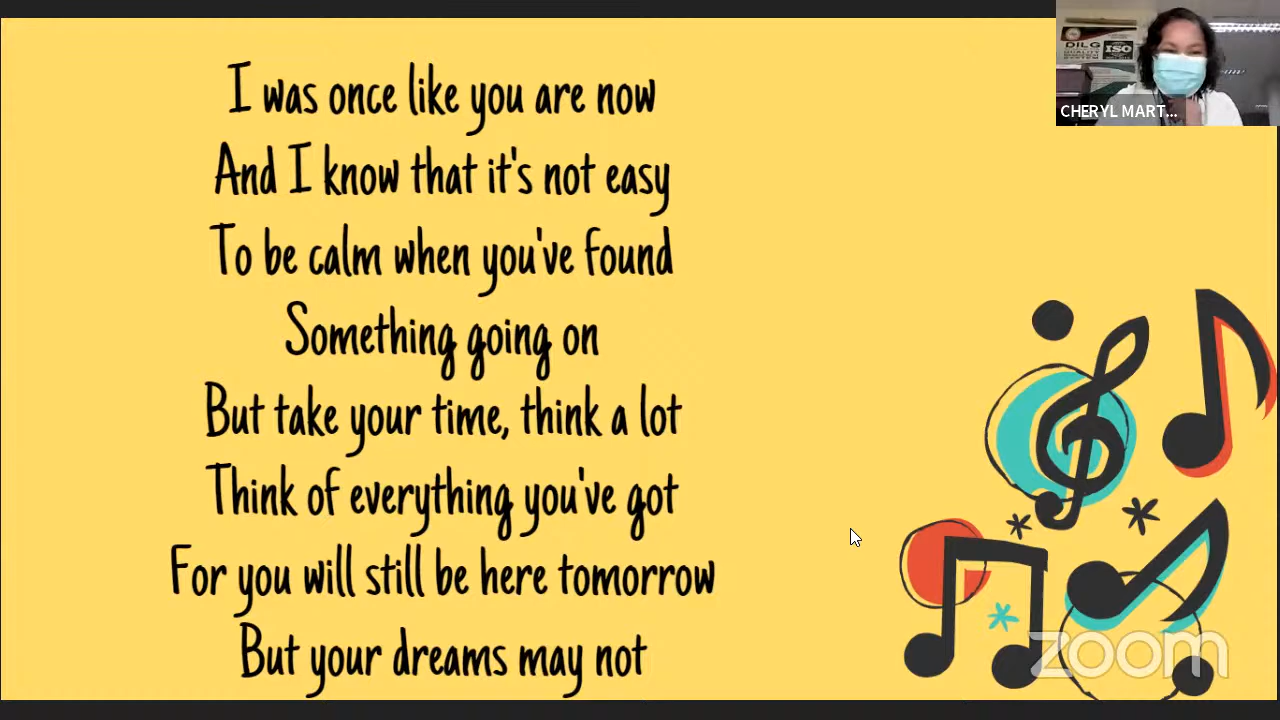 I was once like you are now
And I know that it's not easy
To be calm when you've found
Something going on
But take your time, think a lot
Think of everything you've got
For you will still be here tomorrow
But your dreams may not
DILG
ISO
CHERYL MART...
zoom